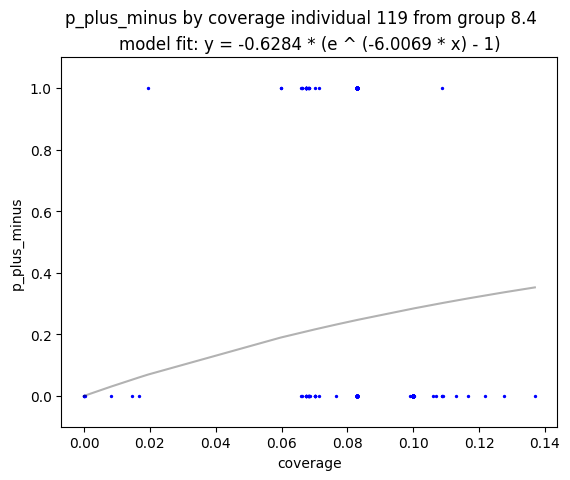 p_plus_minus by coverage individual 119 from group 8.4
model fit: y = -0.6284 * (e ^ (-6.0069 * x) - 1)
1.0
0.8
0.6
0.4
0.2
0.0
p_plus_minus
0.00 0.02 0.04 0.06 0.08 0.10 0.12 0.14
coverage